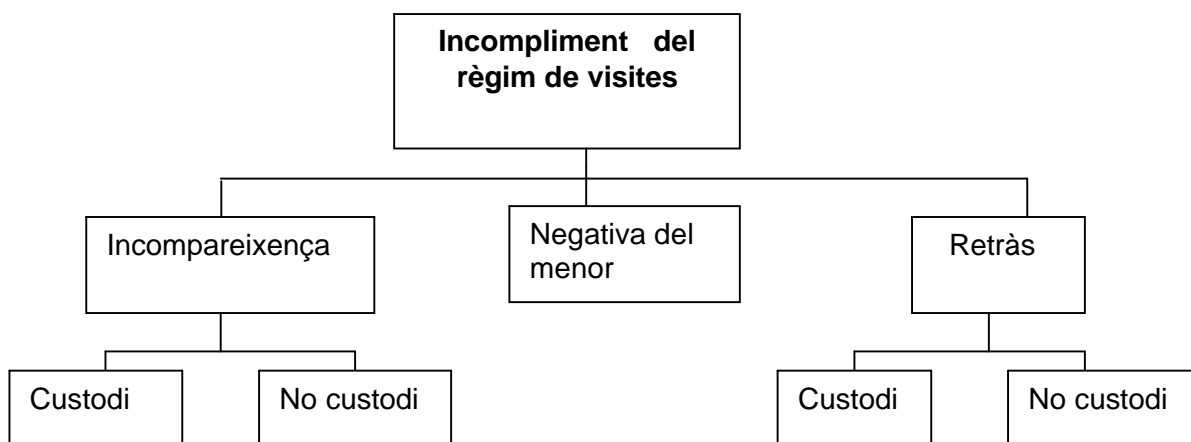 Incompliment del
règim de visites
Incompareixença
Negativa del
menor
Retràs
Custodi
No custodi
Custodi
No custodi